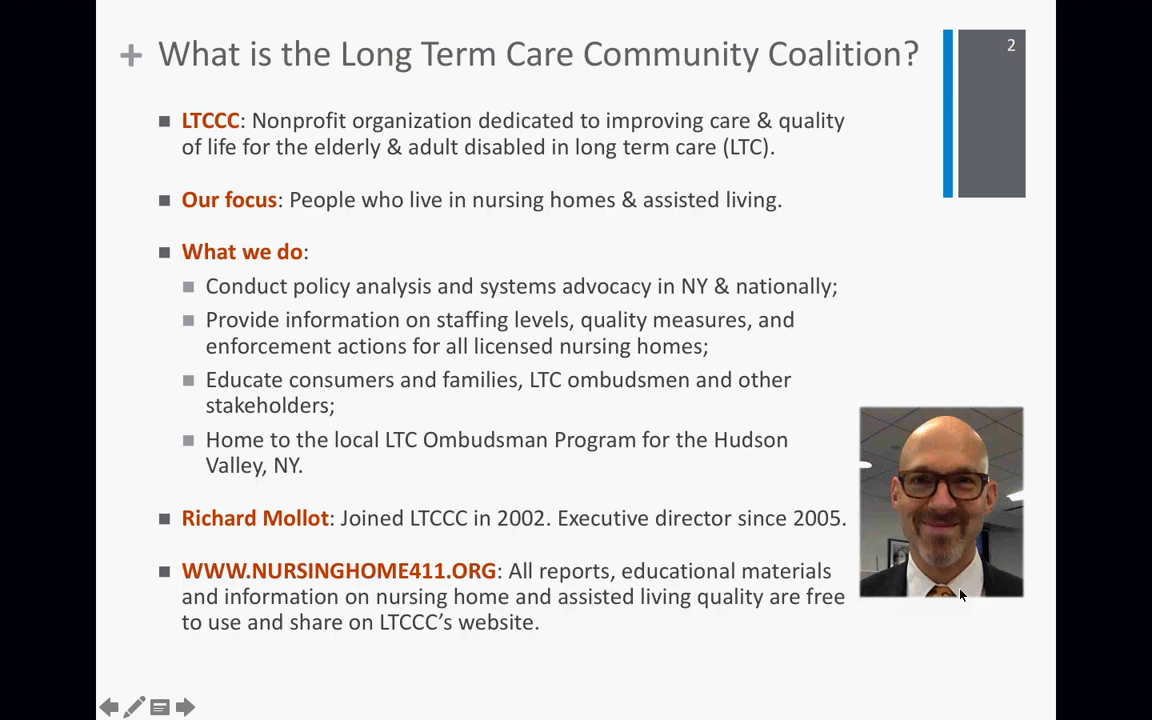 What is the Long Term Care Community Coalition?
2
LTCCC: Nonprofit organization dedicated to improving care & quality
of life for the elderly & adult disabled in long term care (LTC).
Our focus: People who live in nursing homes & assisted living.
What we do:
Conduct policy analysis and systems advocacy in NY & nationally;
Provide information on staffing levels, quality measures, and
enforcement actions for all licensed nursing homes;
Educate consumers and families, LTC ombudsmen and other
stakeholders;
Home to the local LTC Ombudsman Program for the Hudson
Valley, NY.
Richard Mollot: Joined LTCCC in 2002. Executive director since 2005.
WWW.NURSINGHOME411.ORG: All reports, educational materials
and information on nursing home and assisted living quality are free
to use and share on LTCCC’s website.